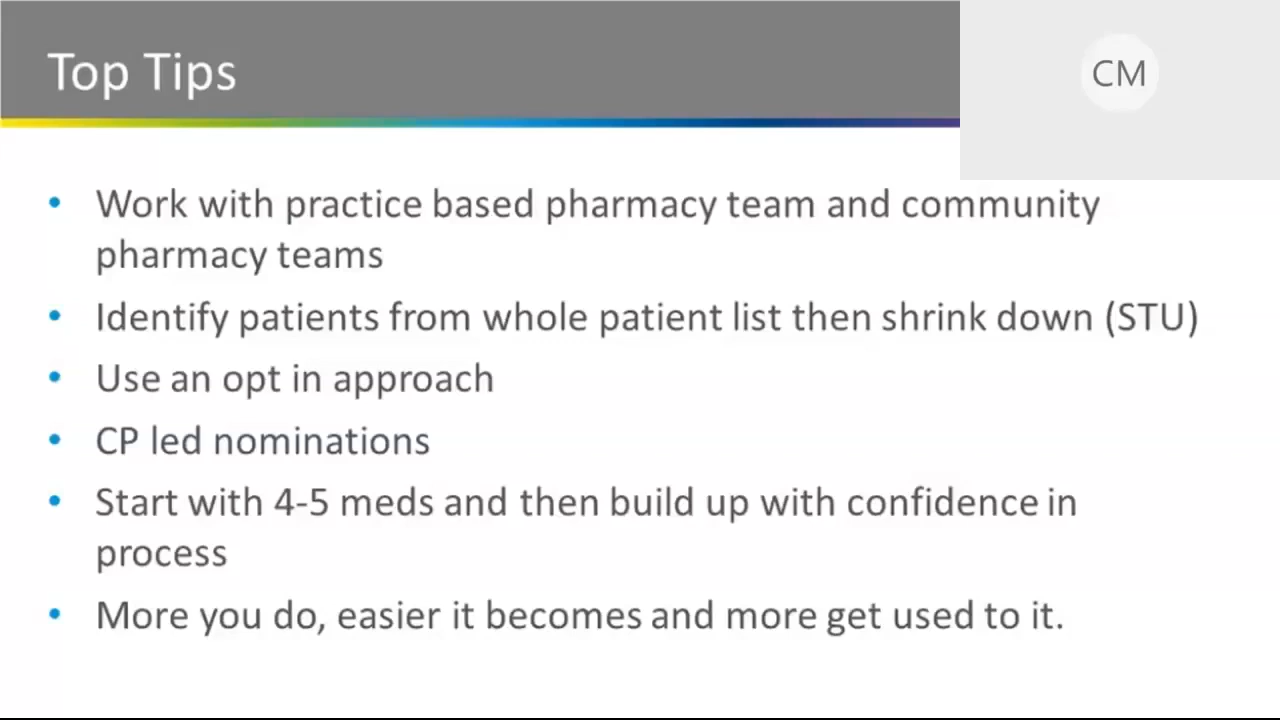 Top Tips
CM
• Work with practice based pharmacy team and community
pharmacy teams
• Identify patients from whole patient list then shrink down (STU)
• Use an opt in approach
• CP led nominations
• Start with 4-5 meds and then build up with confidence in
process
• More you do, easier it becomes and more get used to it.